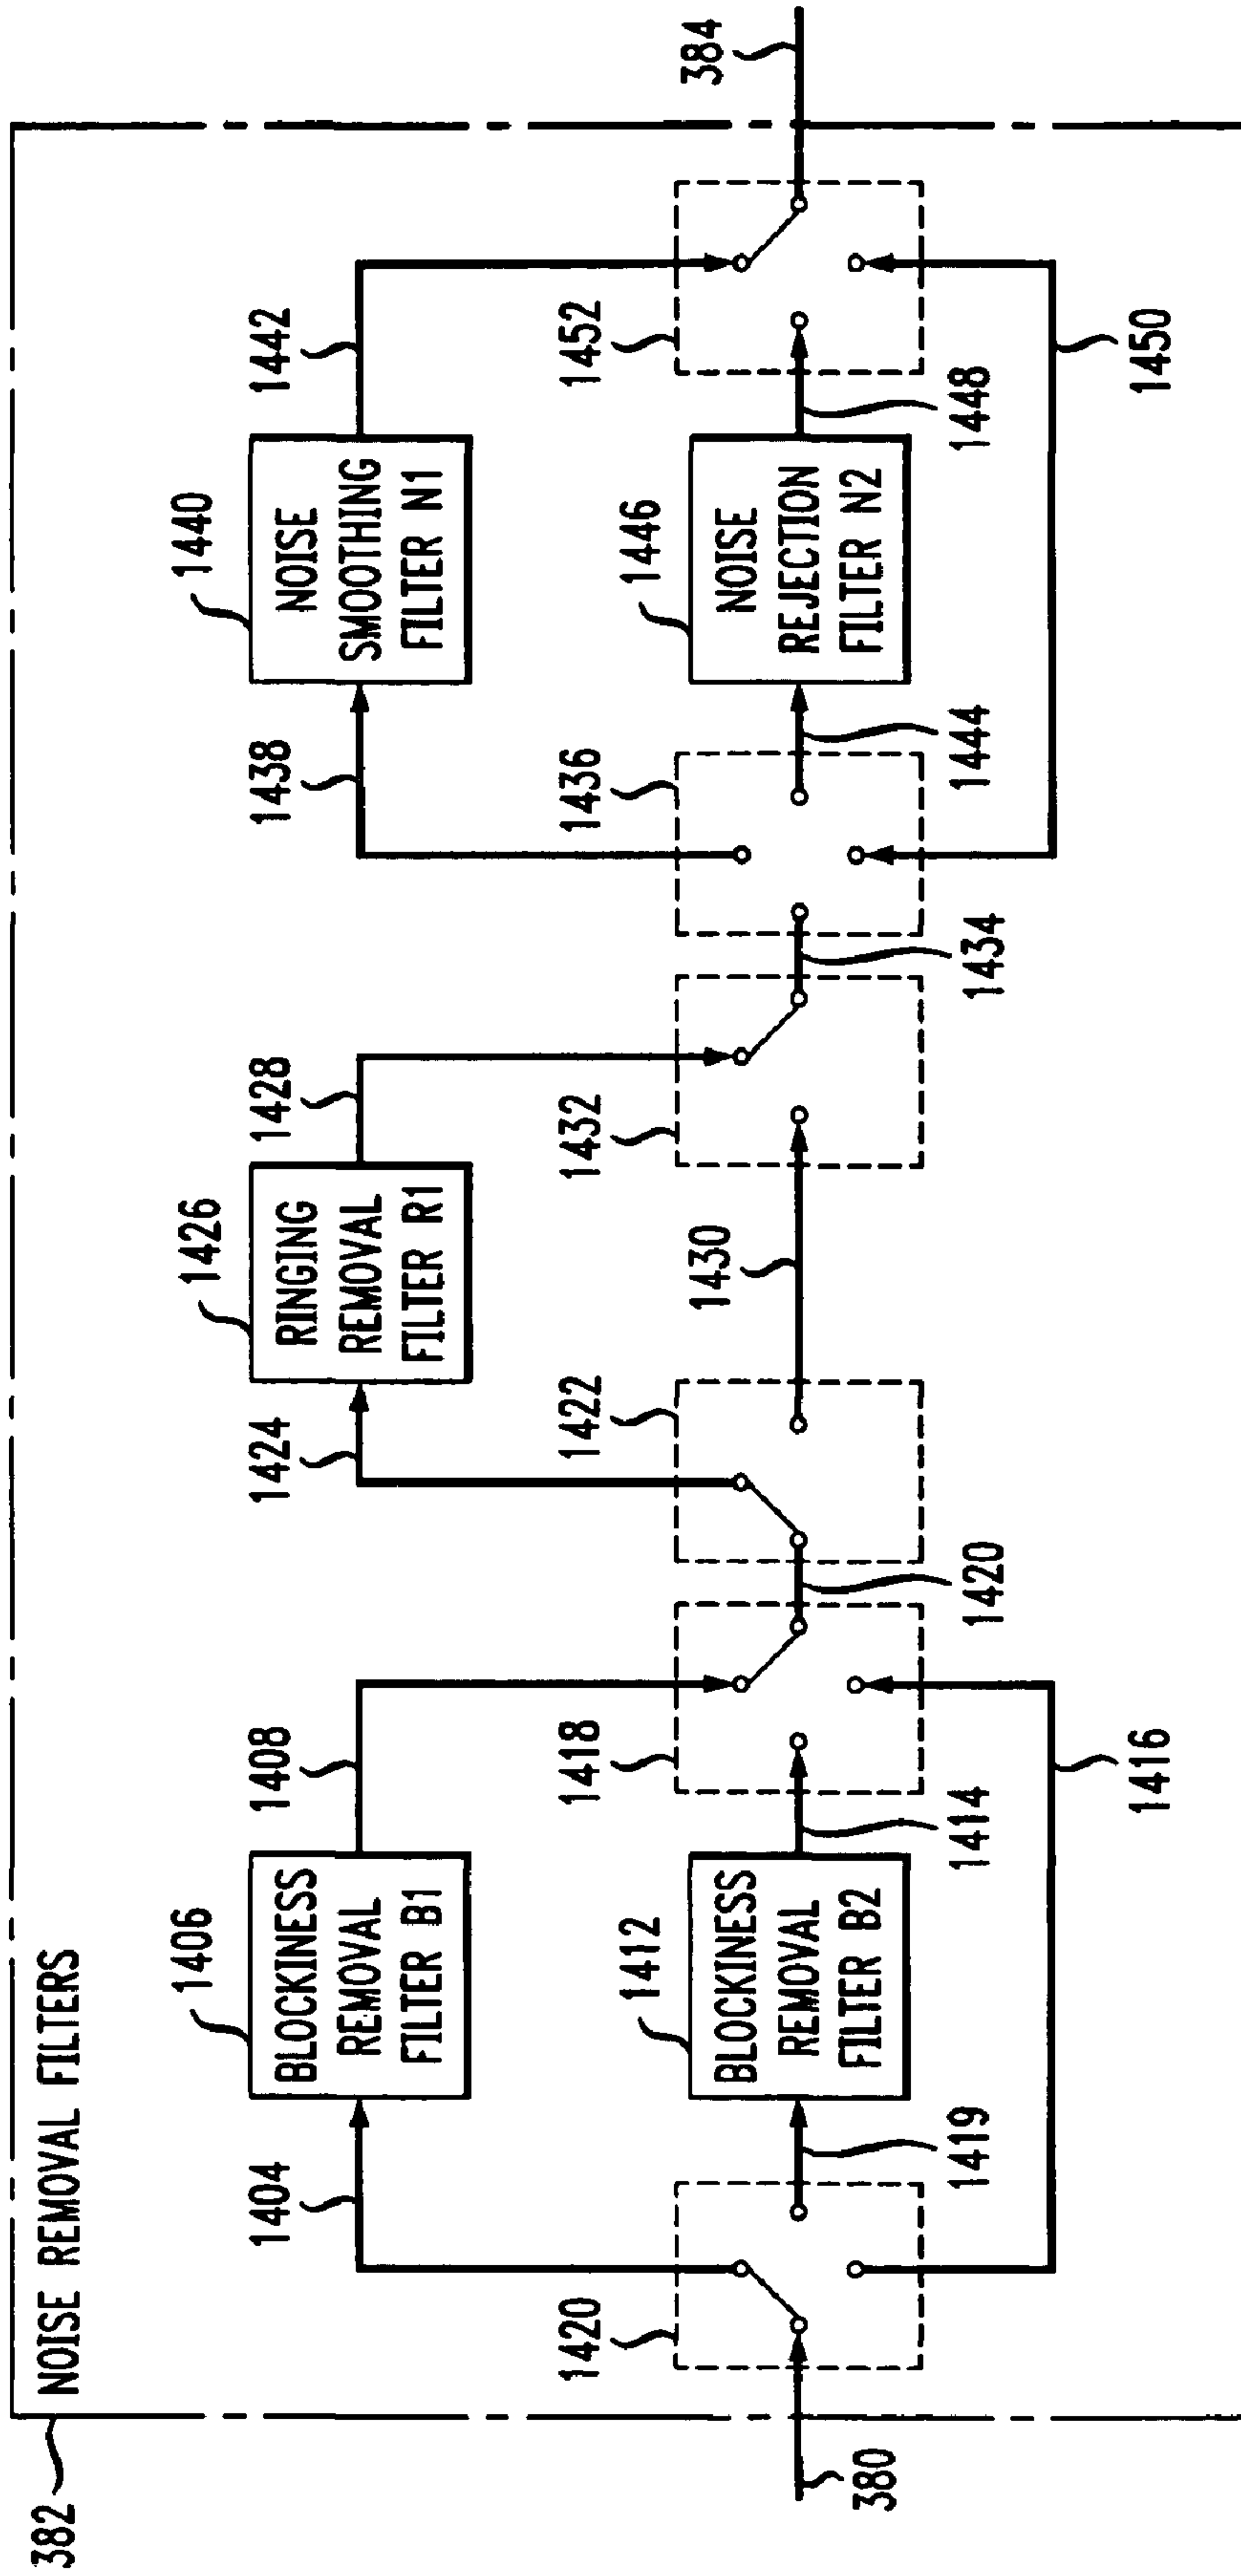 382
NOISE REMOVAL FILTERS
380
1420
1404
1406
BLOCKINESS
REMOVAL
FILTER B1
1408
1419
1412
BLOCKINESS
REMOVAL
FILTER B2
1414
1416
1418
1420
1422
1424
1426
RINGING
REMOVAL
FILTER R1
1428
1430
1432
1434
1436
1438
1440
NOISE
SMOOTHING
FILTER N1
1442
1444
1446
NOISE
REJECTION
FILTER N2
1448
1450
1452
384